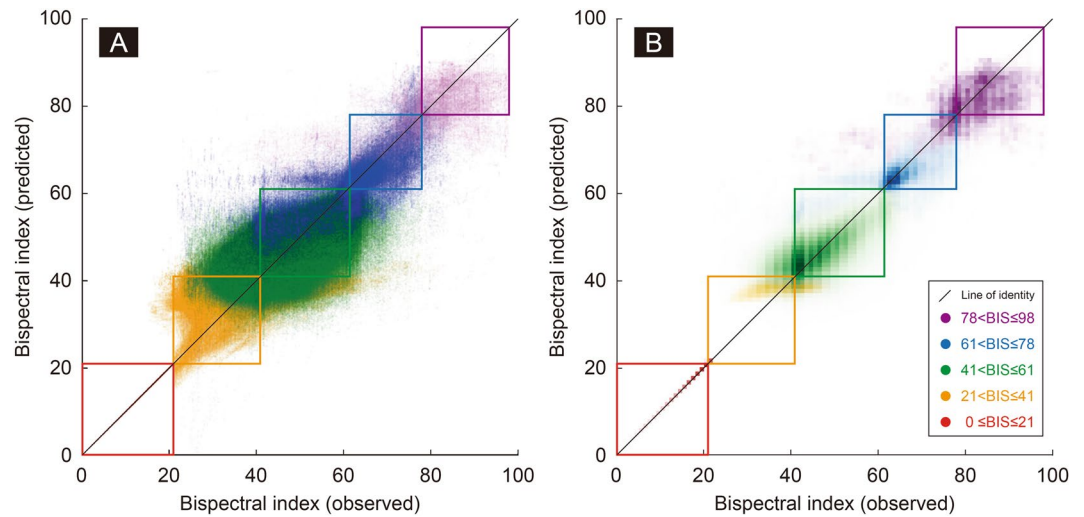 A
100
80
60
40
20
0
Bispectral index (predicted)
0 20 40 60 80 100
Bispectral index (observed)
B
100
80
60
40
20
0
Bispectral index (predicted)
Line of identity
78<BIS≤98
61<BIS≤78
41<BIS≤61
21<BIS≤41
0 ≤BIS≤21
0 20 40 60 80 100
Bispectral index (observed)